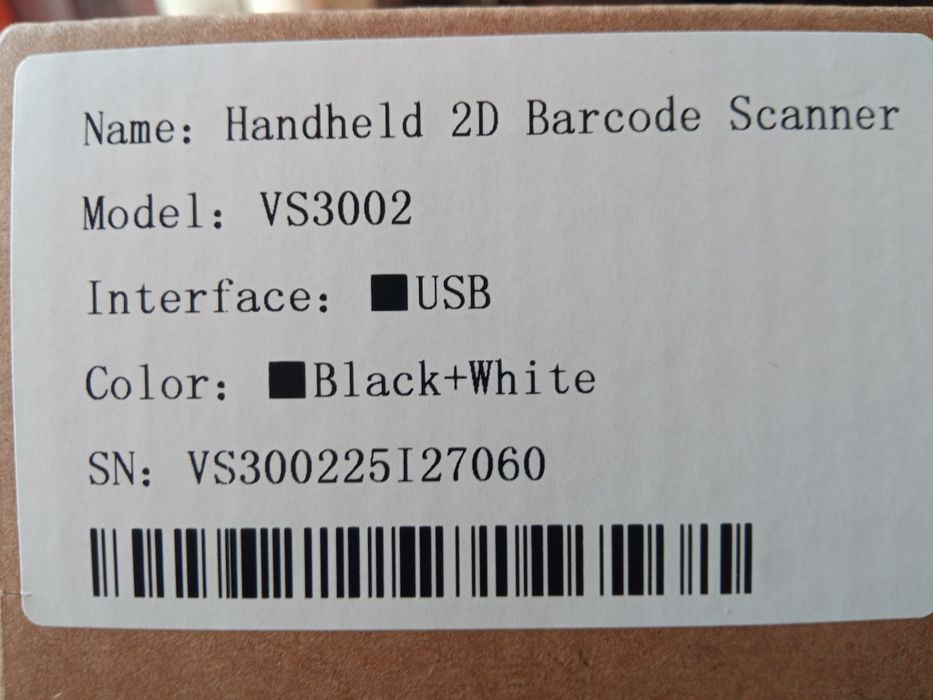 Name: Handheld 2D Barcode Scanner
Model: VS3002
Interface: ■USB
Color: ■Black+White
SN: VS300225I27060